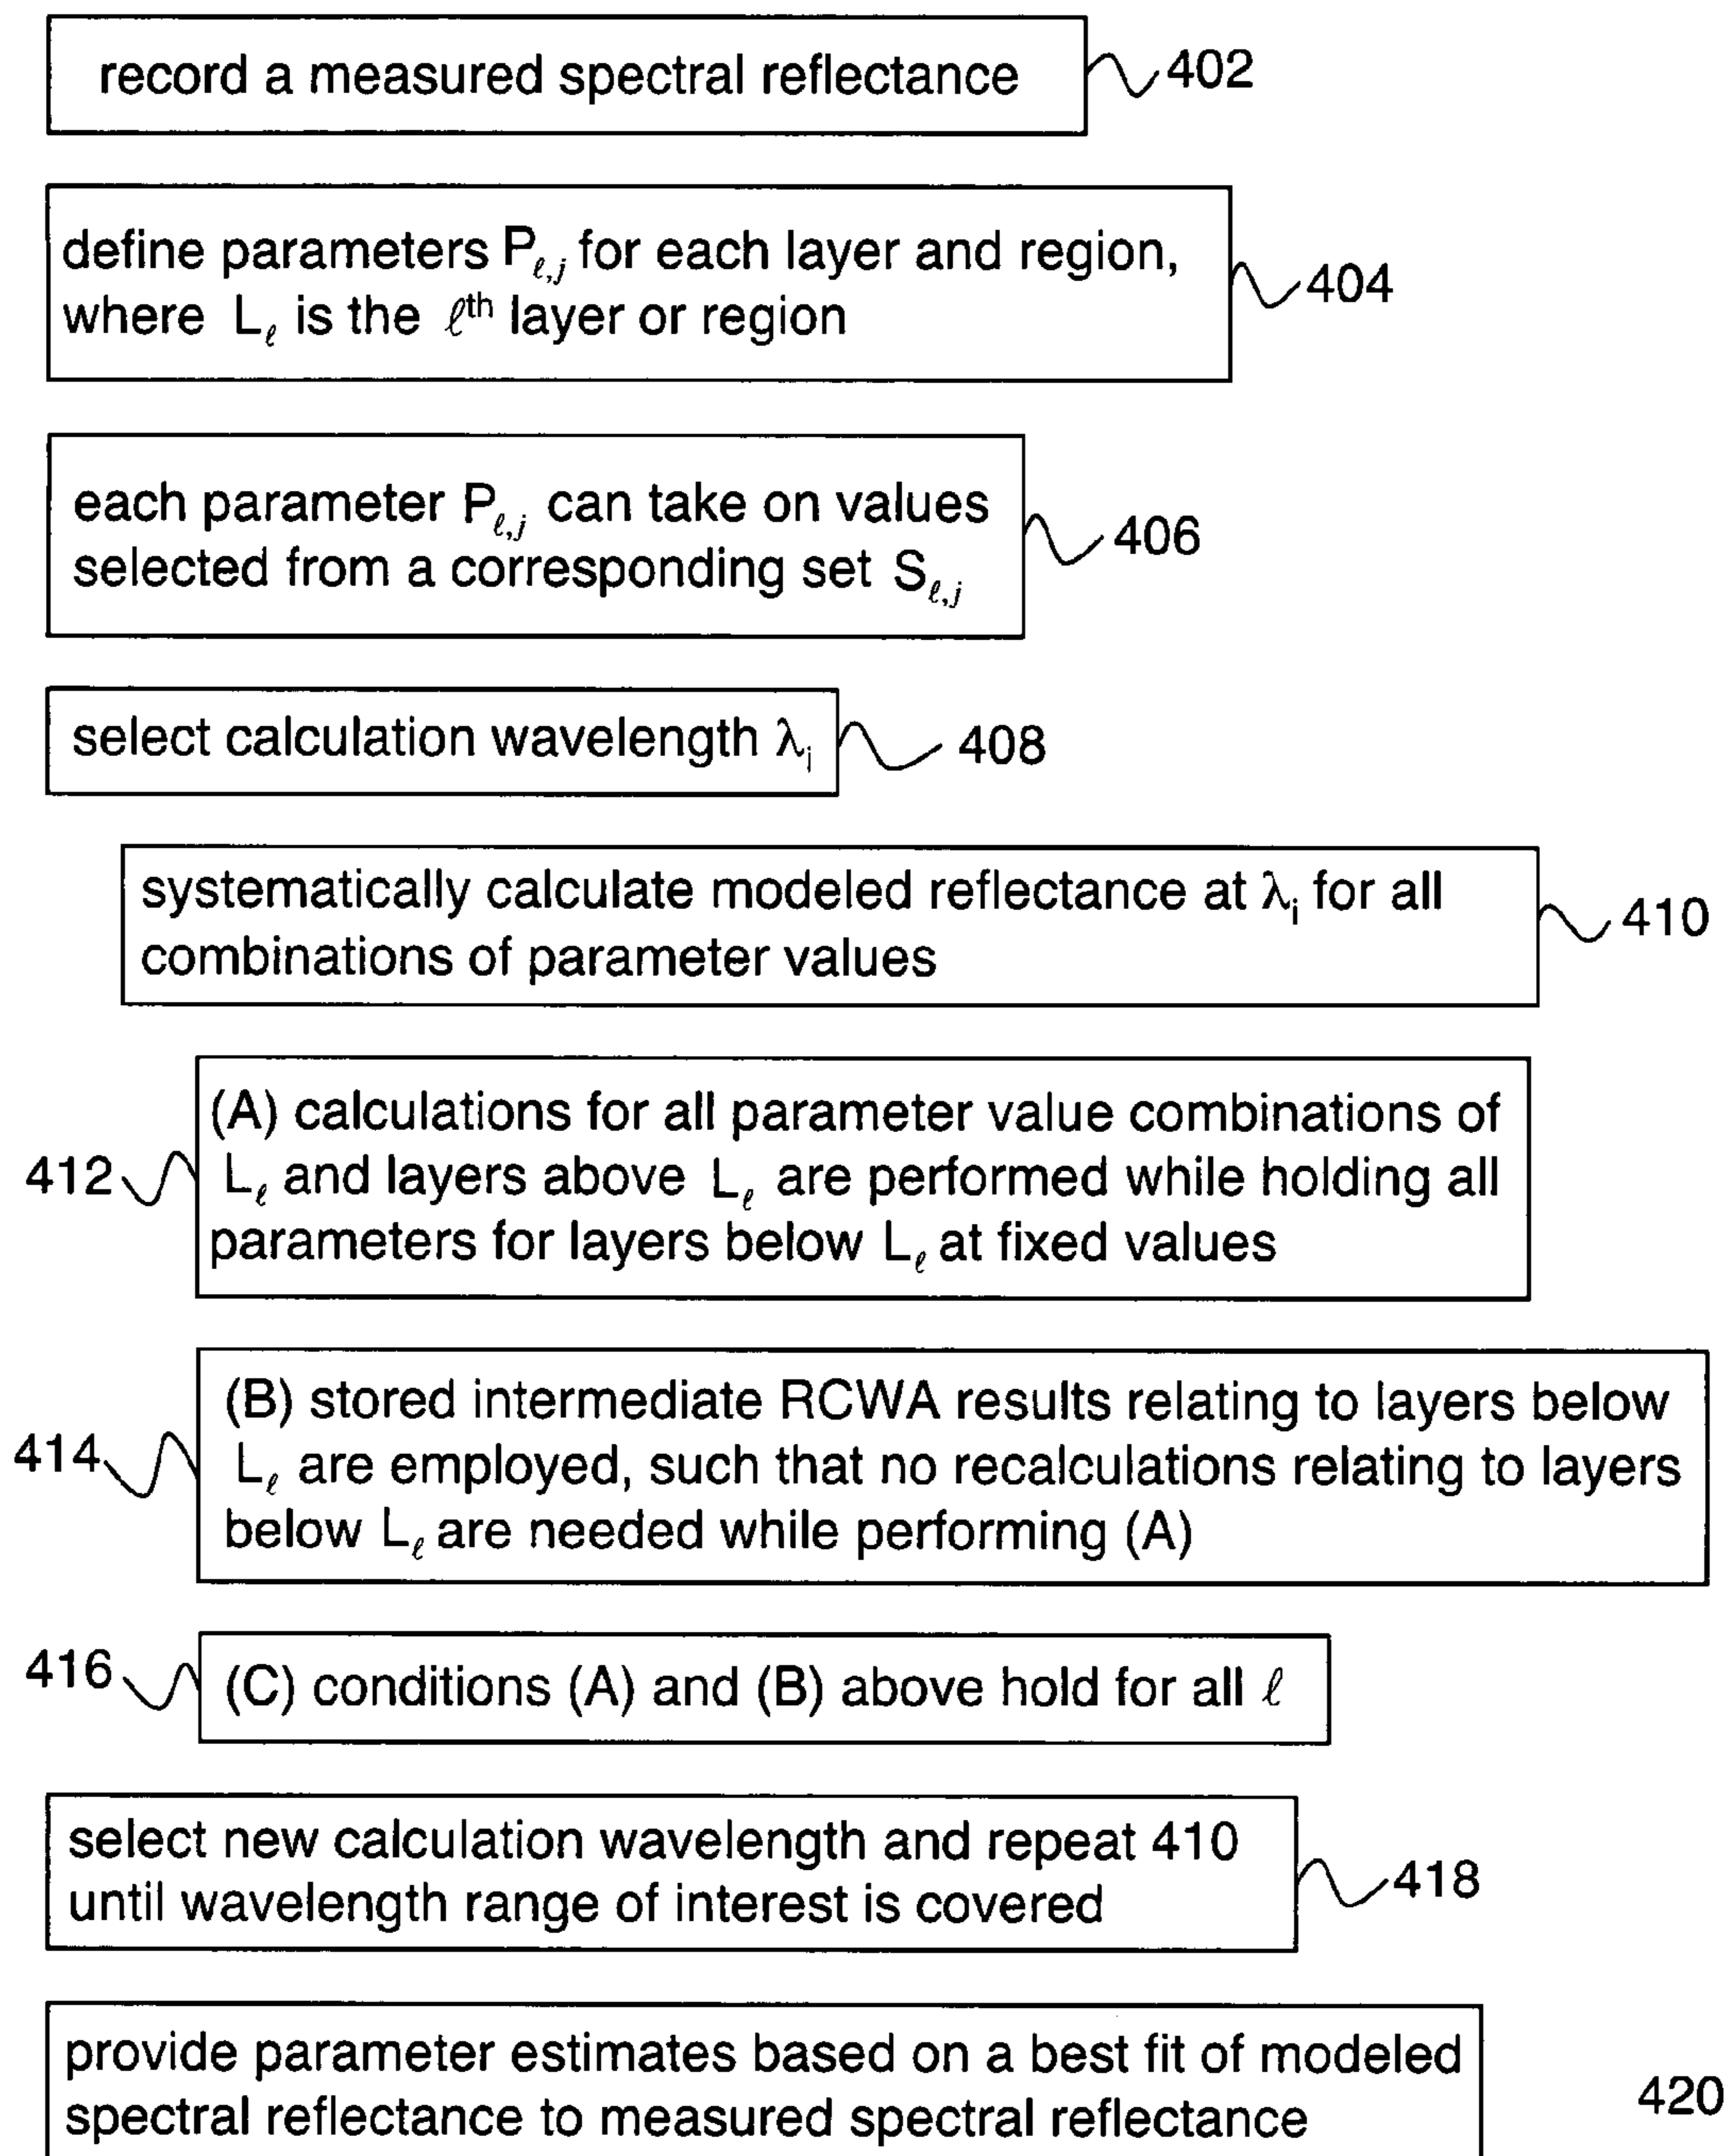 record a measured spectral reflectance 402
define parameters P_{ℓ,j} for each layer and region,
where L_ℓ is the ℓ^{th} layer or region 404
each parameter P_{ℓ,j} can take on values
selected from a corresponding set S_{ℓ,j} 406
select calculation wavelength λ_i 408
systematically calculate modeled reflectance at λ_i for all
combinations of parameter values 410
(A) calculations for all parameter value combinations of
412 L_ℓ and layers above L_ℓ are performed while holding all
parameters for layers below L_ℓ at fixed values
(B) stored intermediate RCWA results relating to layers below
414 L_ℓ are employed, such that no recalculations relating to layers
below L_ℓ are needed while performing (A)
416 (C) conditions (A) and (B) above hold for all ℓ
select new calculation wavelength and repeat 410
until wavelength range of interest is covered 418
provide parameter estimates based on a best fit of modeled
spectral reflectance to measured spectral reflectance 420